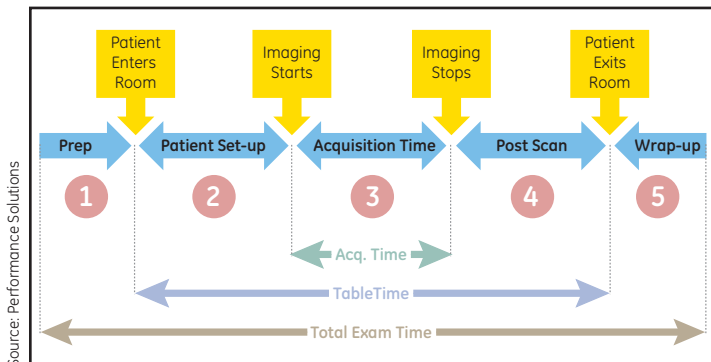 Patient
Enters
Room
Imaging
Starts
Imaging
Stops
Patient
Exits
Room
Prep
Patient Set-up
Acquisition Time
Post Scan
Wrap-up
1
2
3
4
5
Acq. Time
TableTime
Total Exam Time
Source: Performance Solutions